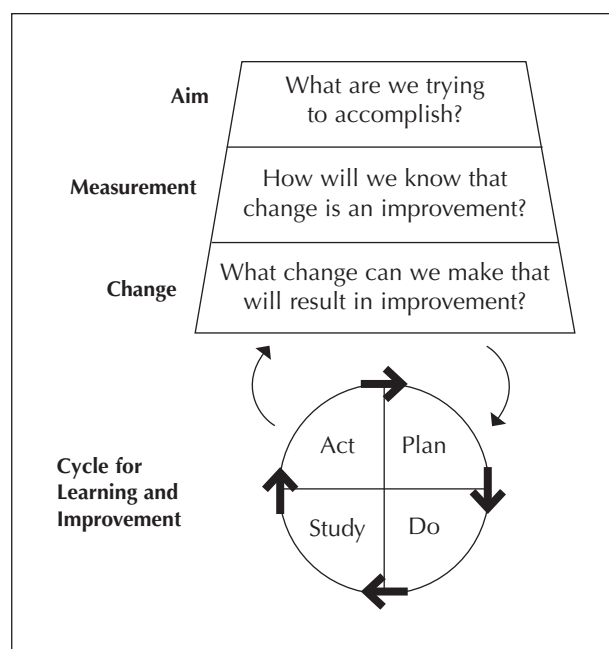 Aim
What are we trying
to accomplish?
Measurement
How will we know that
change is an improvement?
Change
What change can we make that
will result in improvement?
Act
Plan
Cycle for
Learning and
Improvement
Study
Do